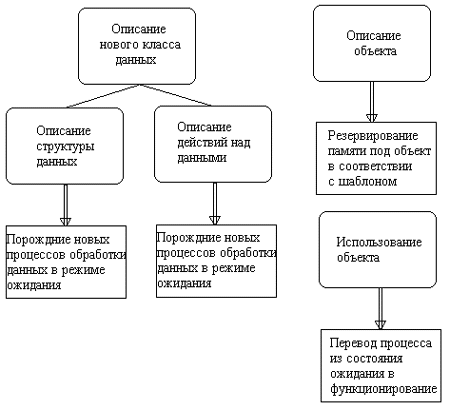 Описание
нового класса
данных
Описание
структуры
данных
Описание
действий над
данными
Порождние новых
процессов обработки
данных в режиме
ожидания
Порождние новых
процессов обработки
данных в режиме
ожидания
Описание
объекта
Резервирование
памяти под объект
в соответствии
с шаблоном
Использование
объекта
Перевод процесса
из состояния
ожидания в
функционирование